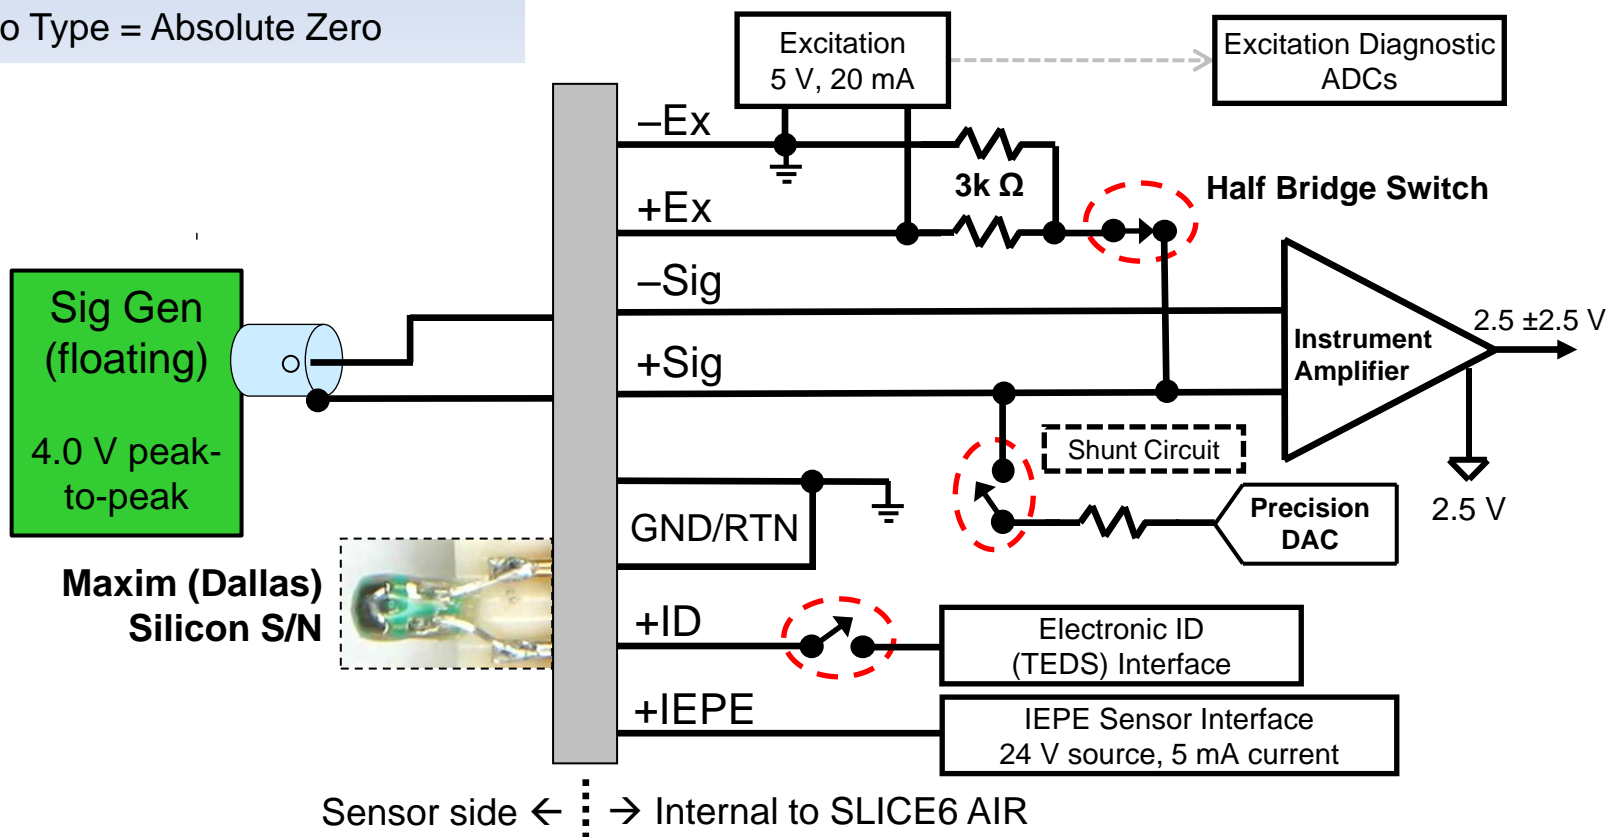 o Type = Absolute Zero
Excitation
5 V, 20 mA
Excitation Diagnostic
ADCs
–Ex
3k Ω
Half Bridge Switch
+Ex
–Sig
Sig Gen
(floating)
4.0 V peak-
to-peak
+Sig
Instrument
Amplifier
2.5 ±2.5 V
Shunt Circuit
2.5 V
Precision
DAC
GND/RTN
Maxim (Dallas)
Silicon S/N
+ID
Electronic ID
(TEDS) Interface
+IEPE
IEPE Sensor Interface
24 V source, 5 mA current
Sensor side ← → Internal to SLICE6 AIR